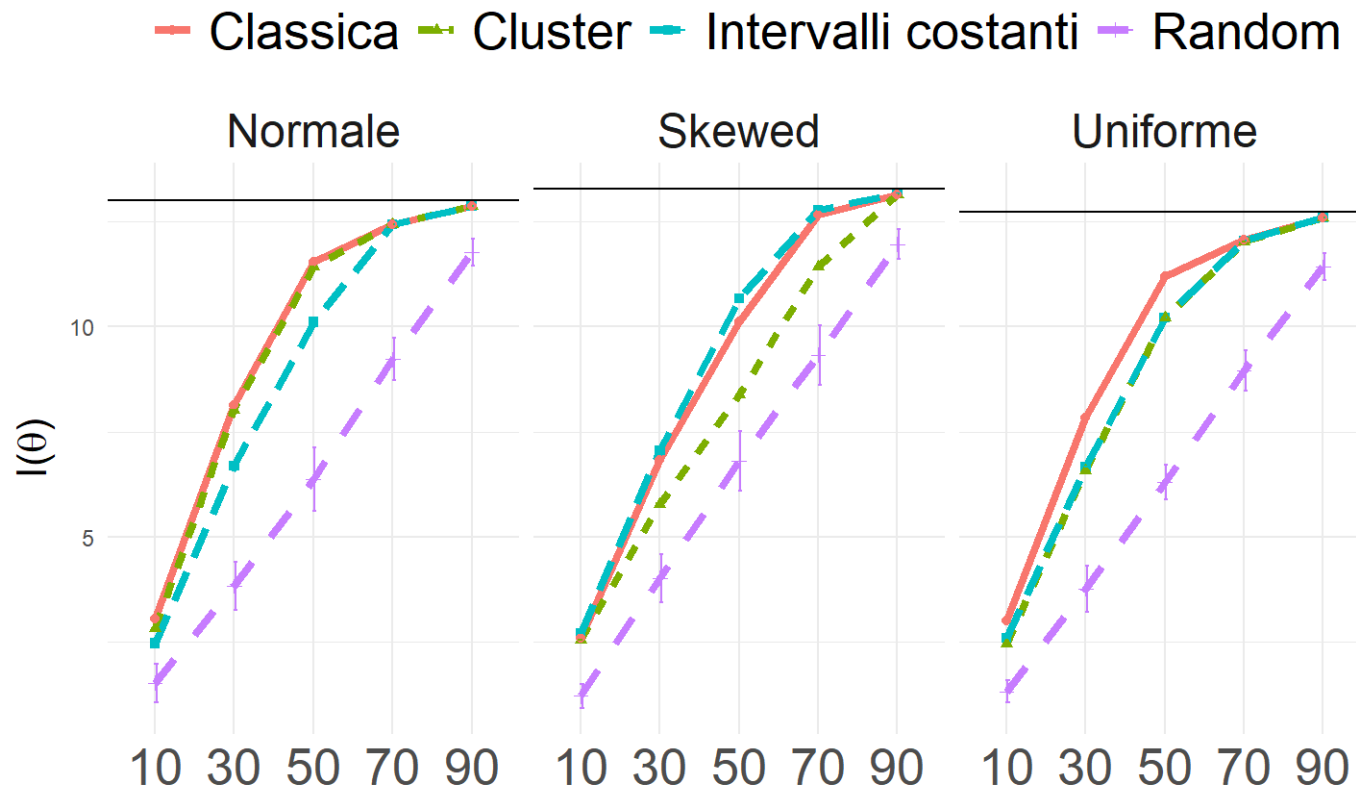 Classica Cluster Intervalli costanti Random
Normale Skewed Uniforme
10
5
I(θ)
10 30 50 70 90 10 30 50 70 90 10 30 50 70 90